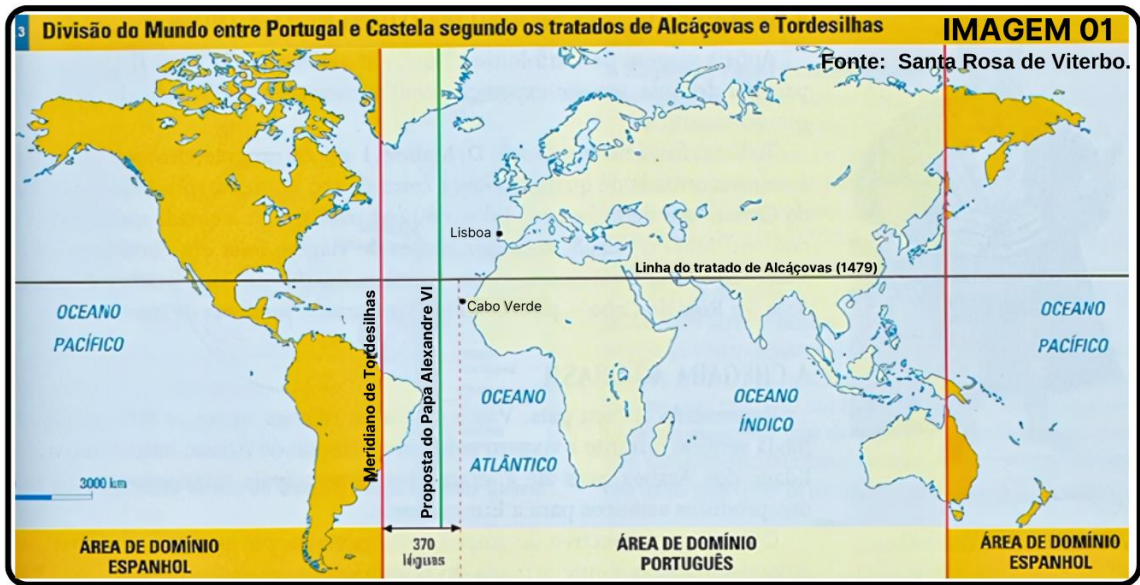 3 Divisão do Mundo entre Portugal e Castela segundo os tratados de Alcáçovas e Tordesilhas
IMAGEM 01
Fonte: Santa Rosa de Viterbo.
Lisboa
Linha do tratado de Alcáçovas (1479)
Cabo Verde
OCEANO
PACÍFICO
Meridiano de Tordesilhas
Proposta do Papa Alexandre VI
OCEANO
ATLÂNTICO
OCEANO
ÍNDICO
OCEANO
PACÍFICO
3000 km
ÁREA DE DOMÍNIO
ESPANHOL
370
léguas
ÁREA DE DOMÍNIO
PORTUGUÊS
ÁREA DE DOMÍNIO
ESPANHOL